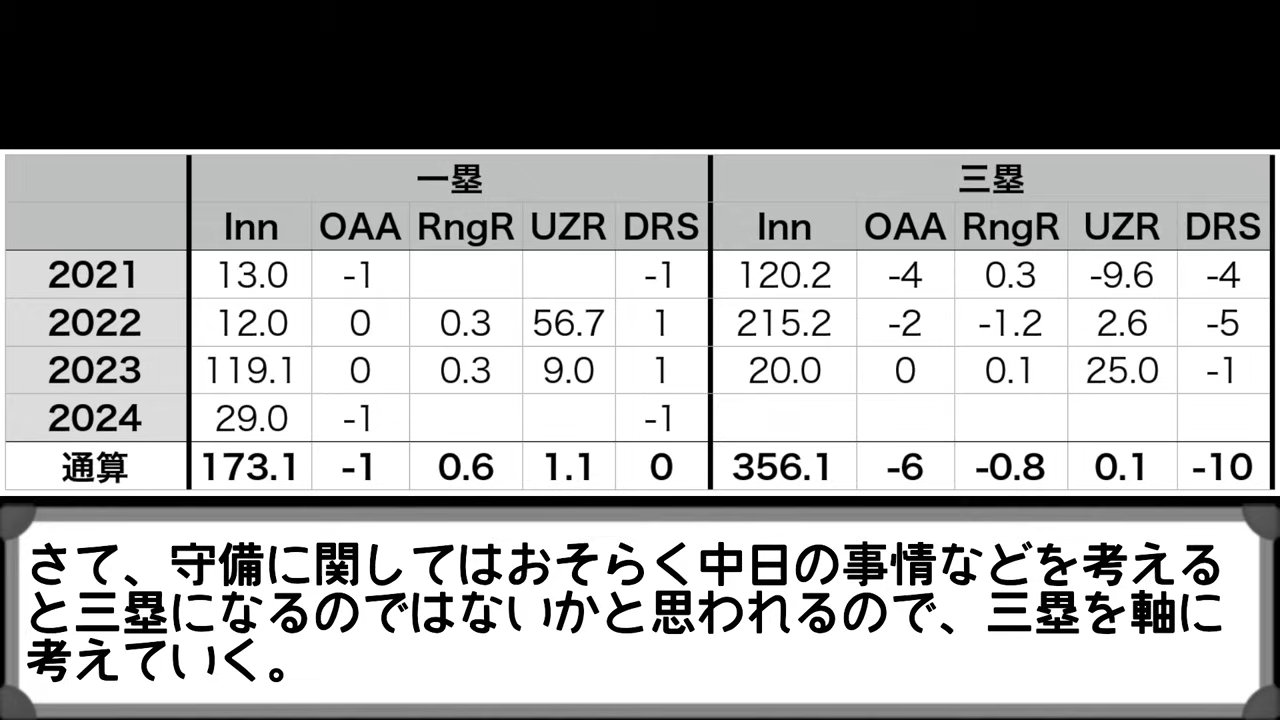 一塁 三塁
Inn OAA RngR UZR DRS Inn OAA RngR UZR DRS
2021 13.0 -1 -1 120.2 -4 0.3 -9.6 -4
2022 12.0 0 0.3 56.7 1 215.2 -2 -1.2 2.6 -5
2023 119.1 0 0.3 9.0 1 20.0 0 0.1 25.0 -1
2024 29.0 -1 -1
通算 173.1 -1 0.6 1.1 0 356.1 -6 -0.8 0.1 -10
さて、守備に関してはおそらく中日の事情などを考える
と三塁になるのではないかと思われるので、三塁を軸に
考えていく。